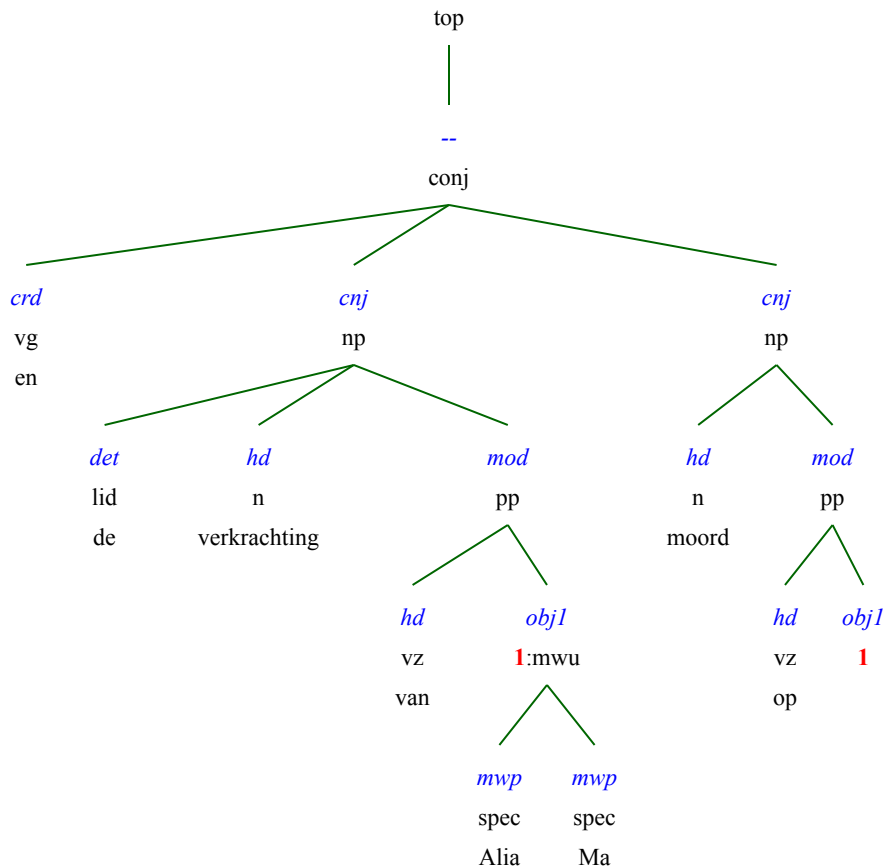 top
--
conj
crd cnj cnj
vg np np
en
det hd mod hd mod
lid n pp n pp
de verkrachting moord
hd obj1 hd obj1
vz 1:mwu vz 1
van op
mwp mwp
spec spec
Alia Ma